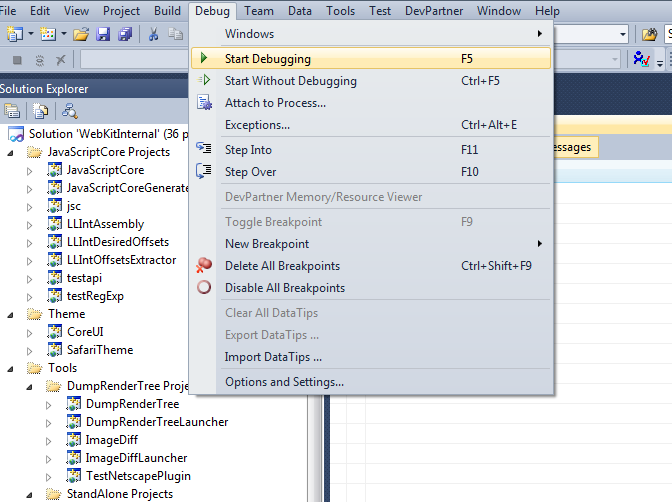 File Edit View Project Build Debug Team Data Tools Test DevPartner Window Help
Solution Explorer
Solution 'WebKitInternal' (36 p
JavaScriptCore Projects
JavaScriptCore
JavaScriptCoreGenerate
jsc
LLIntAssembly
LLIntDesiredOffsets
LLIntOffsetsExtractor
testapi
testRegExp
Theme
CoreUI
SafariTheme
Tools
DumpRenderTree Proje
DumpRenderTree
DumpRenderTreeLauncher
ImageDiff
ImageDiffLauncher
TestNetscapePlugin
StandAlone Projects
Windows
Start Debugging F5
Start Without Debugging Ctrl+F5
Attach to Process...
Exceptions... Ctrl+Alt+E
Step Into F11
Step Over F10
DevPartner Memory/Resource Viewer
Toggle Breakpoint F9
New Breakpoint
Delete All Breakpoints Ctrl+Shift+F9
Disable All Breakpoints
Clear All DataTips
Export DataTips ...
Import DataTips ...
Options and Settings...
essages